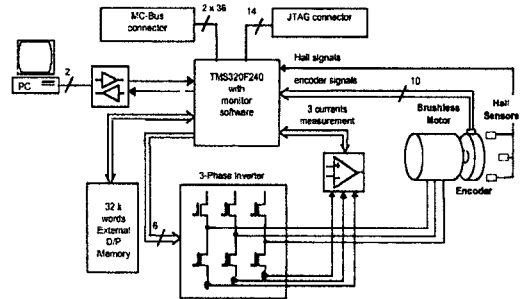 MC-Bus
connector
2 x 36
14
JTAG connector
Hall signals
PC
2
TMS320F240
with
monitor
software
encoder signals
10
3 currents
measurement
Brushless
Motor
Hall
Sensors
Encoder
3-Phase Inverter
32 k
words
External
D/P
Memory
6